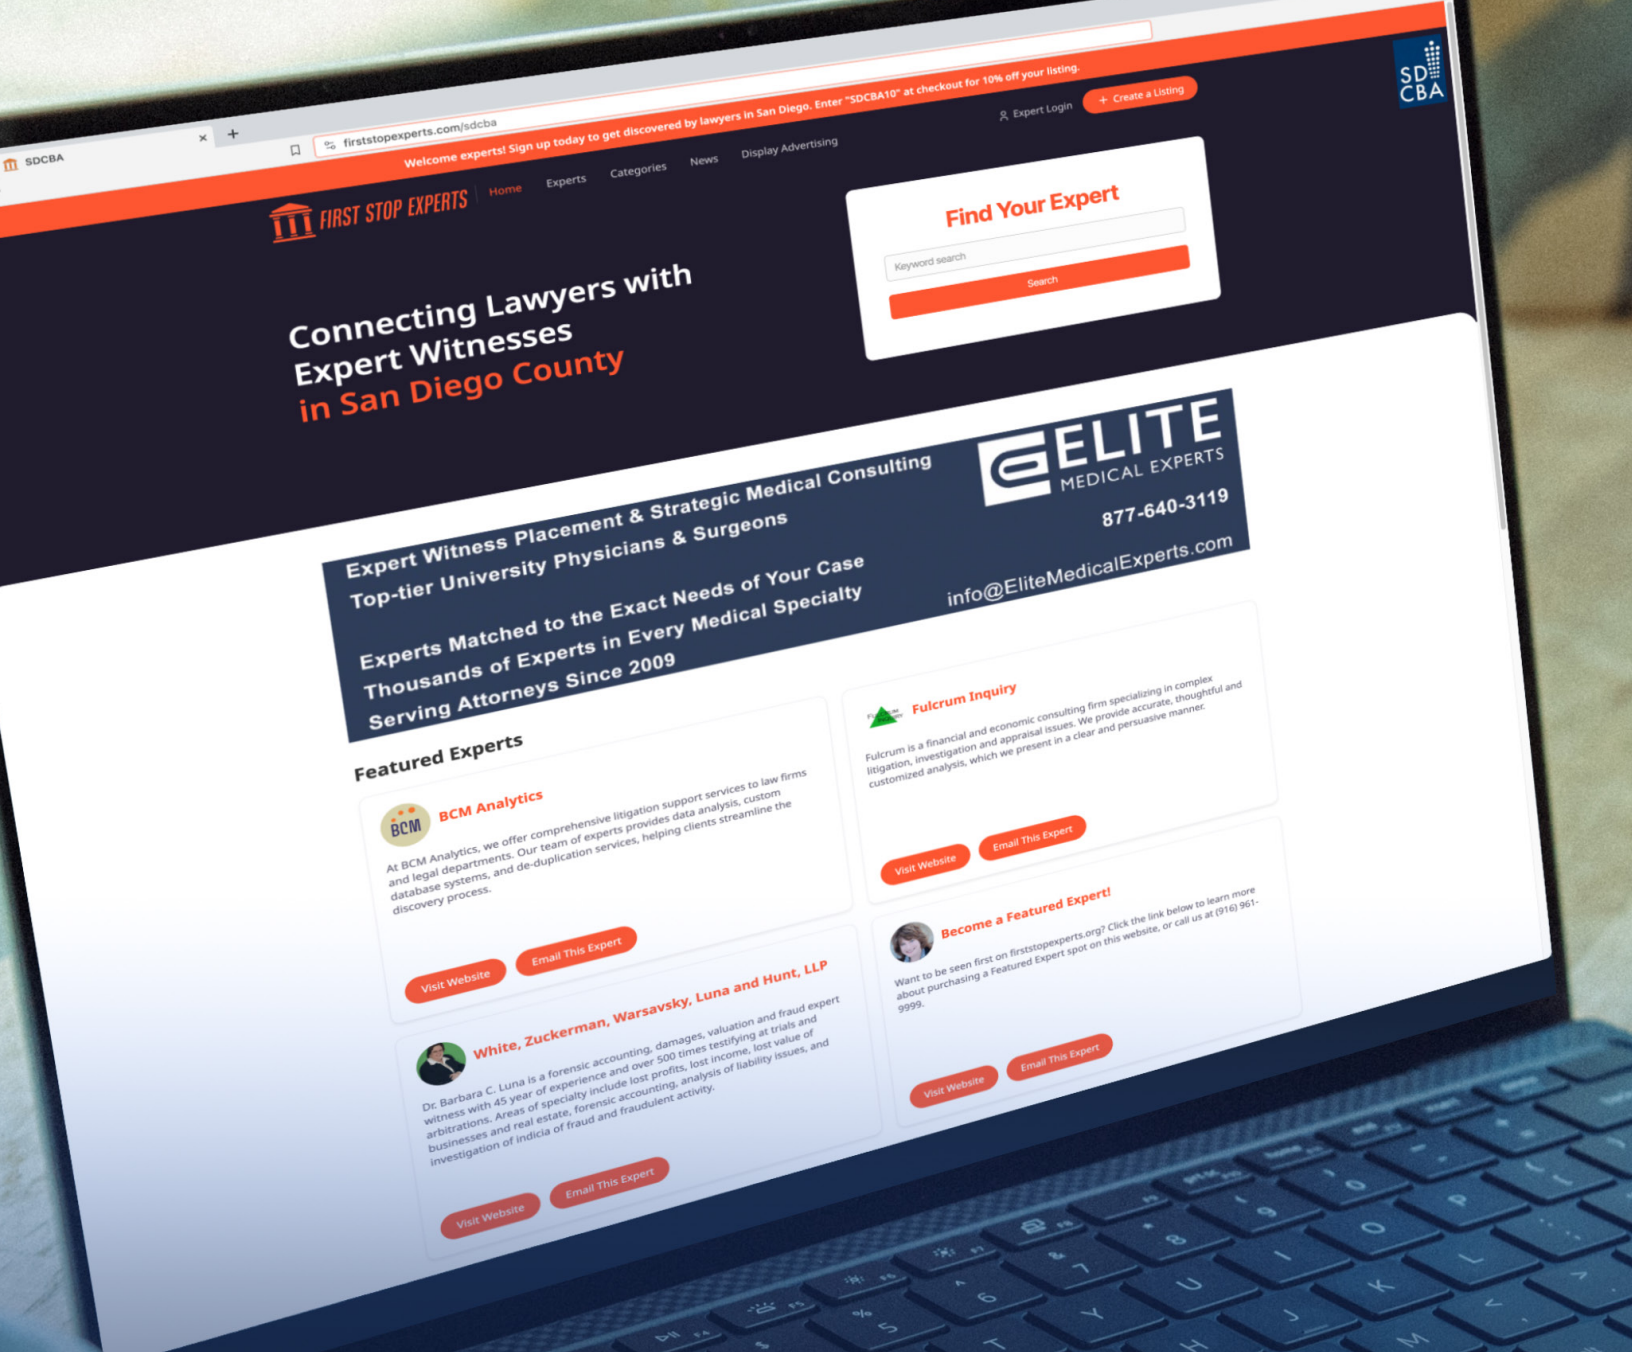 SDCBA
firststopexperts.com/sdcba
Welcome experts! Sign up today to get discovered by lawyers in San Diego. Enter "SDCBA10" at checkout for 10% off your listing.
SD
CBA
FIRST STOP EXPERTS
Home
Experts
Categories
News
Display Advertising
Expert Login
+ Create a Listing
Connecting Lawyers with
Expert Witnesses
in San Diego County
Find Your Expert
Keyword search
Search
Expert Witness Placement & Strategic Medical Consulting
Top-tier University Physicians & Surgeons
Experts Matched to the Exact Needs of Your Case
Thousands of Experts in Every Medical Specialty
Serving Attorneys Since 2009
ELITE
MEDICAL EXPERTS
877-640-3119
info@EliteMedicalExperts.com
Featured Experts
BCM
BCM Analytics
At BCM Analytics, we offer comprehensive litigation support services to law firms
and legal departments. Our team of experts provides data analysis, custom
database systems, and de-duplication services, helping clients streamline the
discovery process.
Visit Website
Email This Expert
Fulcrum Inquiry
Fulcrum is a financial and economic consulting firm specializing in complex
litigation, investigation and appraisal issues. We provide accurate, thoughtful and
customized analysis, which we present in a clear and persuasive manner.
Visit Website
Email This Expert
White, Zuckerman, Warsavsky, Luna and Hunt, LLP
Dr. Barbara C. Luna is a forensic accounting, damages, valuation and fraud expert
witness with 45 year of experience and over 500 times testifying at trials and
arbitrations. Areas of specialty include lost profits, lost income, lost value of
businesses and real estate, forensic accounting, analysis of liability issues, and
investigation of indicia of fraud and fraudulent activity.
Visit Website
Email This Expert
Become a Featured Expert!
Want to be seen first on firststopexperts.org? Click the link below to learn more
about purchasing a Featured Expert spot on this website, or call us at (916) 961-
9999.
Visit Website
Email This Expert